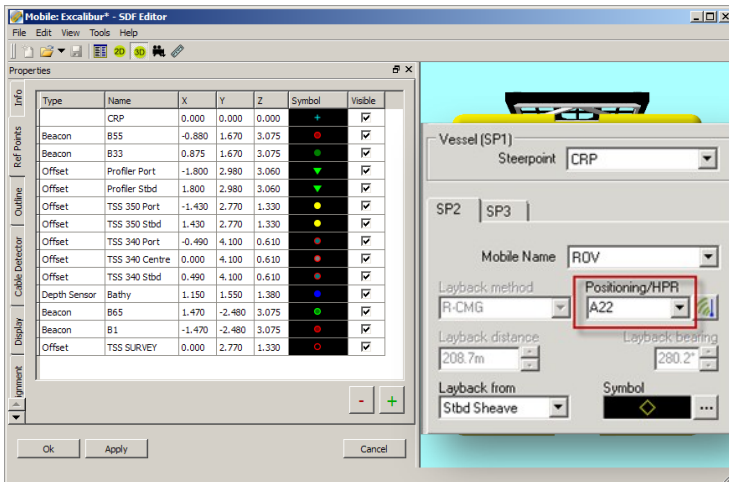 Mobile: Excalibur* - SDF Editor
File Edit View Tools Help
2D 3D
Properties
Info
Ref Points
Outline
Cable Detector
Display
ignment
Type Name X Y Z Symbol Visible
CRP 0.000 0.000 0.000
Beacon B55 -0.880 1.670 3.075
Beacon B33 0.875 1.670 3.075
Offset Profiler Port -1.800 2.980 3.060
Offset Profiler Stbd 1.800 2.980 3.060
Offset TSS 350 Port -1.430 2.770 1.330
Offset TSS 350 Stbd 1.430 2.770 1.330
Offset TSS 340 Port -0.490 4.100 0.610
Offset TSS 340 Centre 0.000 4.100 0.610
Offset TSS 340 Stbd 0.490 4.100 0.610
Depth Sensor Bathy 1.150 1.550 1.380
Beacon B65 1.470 -2.480 3.075
Beacon B1 -1.470 -2.480 3.075
Offset TSS SURVEY 0.000 2.770 1.330
- +
Ok Apply Cancel
Vessel (SP1)
Steerpoint CRP
SP2 SP3
Mobile Name ROV
Layback method Positioning/HPR
R-CMG A22
Layback distance Layback bearing
208.7m 280.2°
Layback from Symbol
Stbd Sheave ...